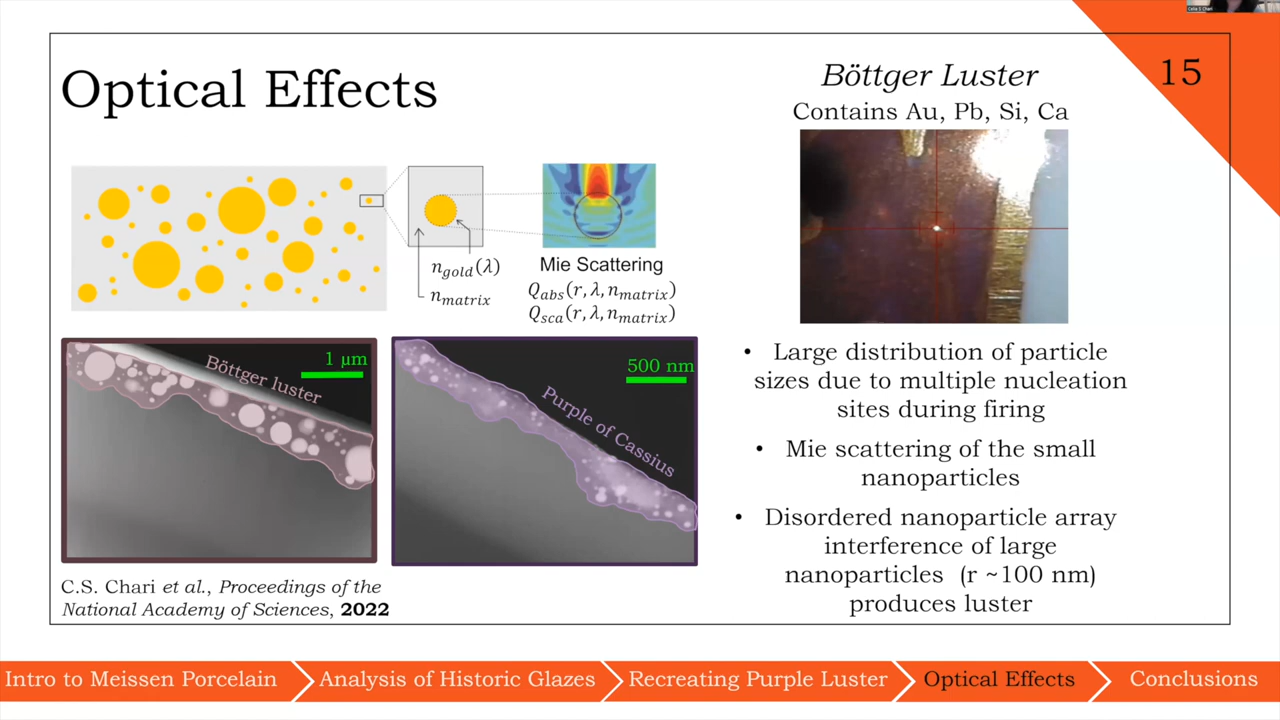 Optical Effects
Böttger Luster
Contains Au, Pb, Si, Ca
15
n_gold(λ)
n_matrix
Mie Scattering
Q_abs(r, λ, n_matrix)
Q_sca(r, λ, n_matrix)
Böttger luster
1 µm
Purple of Cassius
500 nm
C.S. Chari et al., Proceedings of the
National Academy of Sciences, 2022
• Large distribution of particle
sizes due to multiple nucleation
sites during firing
• Mie scattering of the small
nanoparticles
• Disordered nanoparticle array
interference of large
nanoparticles (r ~100 nm)
produces luster
Intro to Meissen Porcelain
Analysis of Historic Glazes
Recreating Purple Luster
Optical Effects
Conclusions
Celia S Chari